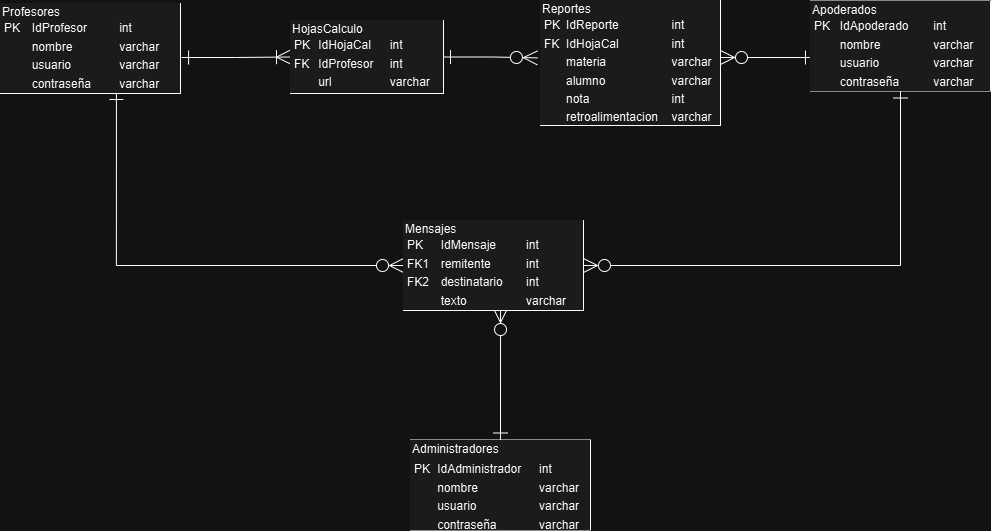 Profesores
PK IdProfesor int
nombre varchar
usuario varchar
contraseña varchar
HojasCalculo
PK IdHojaCal int
FK IdProfesor int
url varchar
Reportes
PK IdReporte int
FK IdHojaCal int
materia varchar
alumno varchar
nota int
retroalimentacion varchar
Apoderados
PK IdApoderado int
nombre varchar
usuario varchar
contraseña varchar
Mensajes
PK IdMensaje int
FK1 remitente int
FK2 destinatario int
texto varchar
Administradores
PK IdAdministrador int
nombre varchar
usuario varchar
contraseña varchar